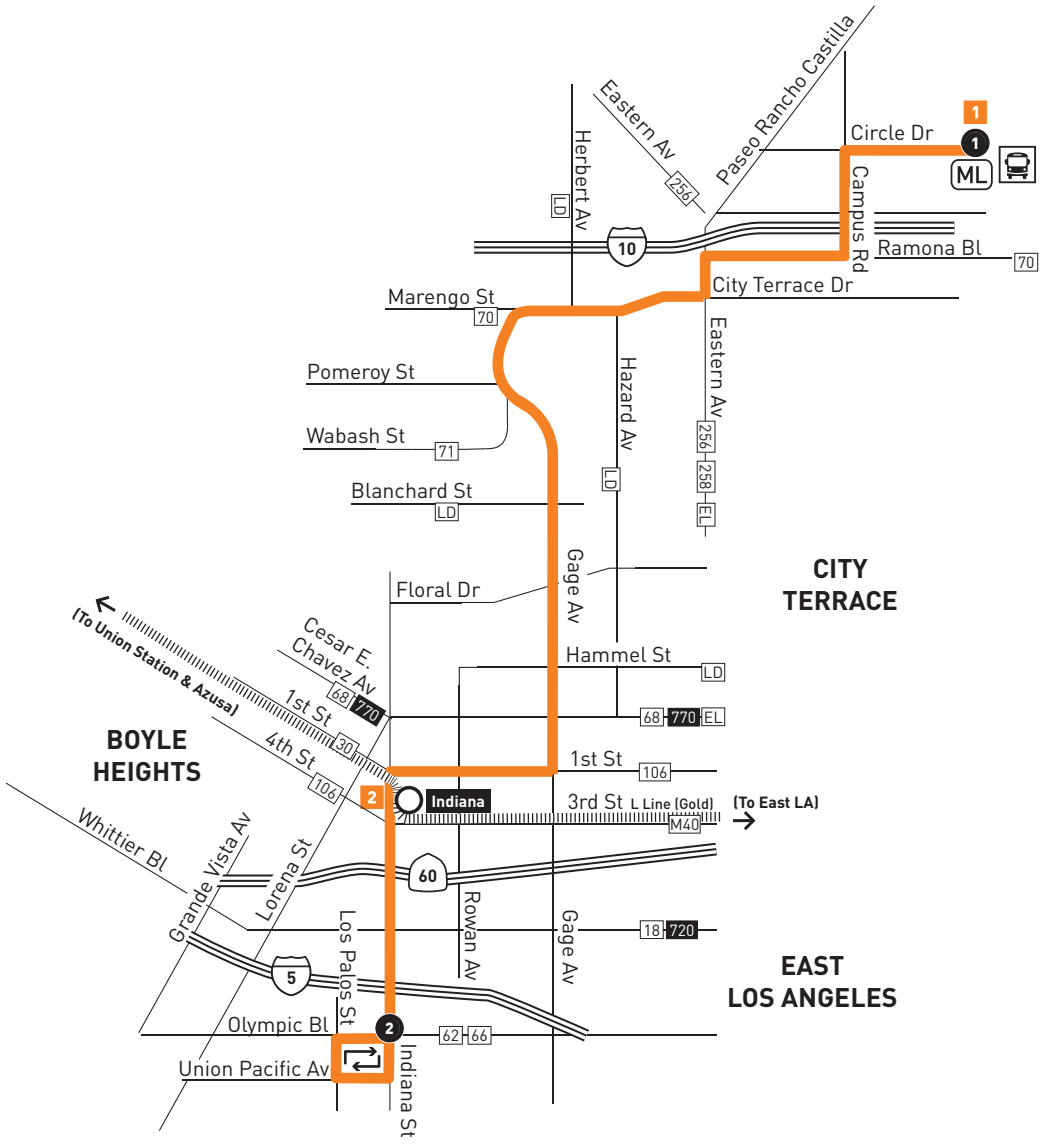 Paseo Rancho Castilla
Eastern Av
256
Herbert Av
LD
1
Circle Dr
1
ML
Campus Rd
10
Ramona Bl
70
City Terrace Dr
Marengo St
70
Eastern Av
256
258
EL
Hazard Av
LD
Pomeroy St
Wabash St
71
Blanchard St
LD
Gage Av
CITY
TERRACE
Floral Dr
(To Union Station & Azusa)
Cesar E.
Chavez Av
68
770
Hammel St
LD
1st St
30
68
770
EL
4th St
106
BOYLE
HEIGHTS
1st St
106
2
Indiana
3rd St
L Line (Gold)
(To East LA)
M40
Whittier Bl
Grande Vista Av
Lorena St
60
Los Palos St
Rowan Av
Gage Av
18
720
5
EAST
LOS ANGELES
Olympic Bl
2
62
66
Union Pacific Av
Indiana St